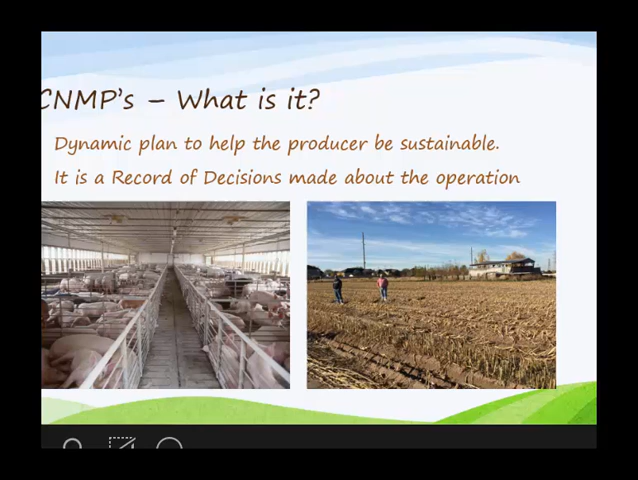 CNMP's – What is it?
Dynamic plan to help the producer be sustainable.
It is a Record of Decisions made about the operation